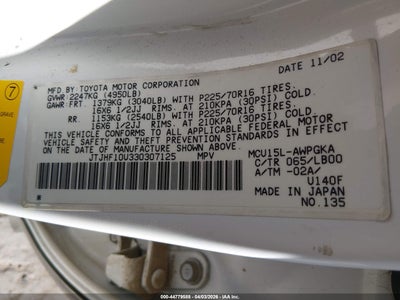 7
MFD. BY TOYOTA MOTOR CORPORATION DATE 11/02
GVWR 2247KG (4950LB)
GAWR: FRT. 1379KG (3040LB) WITH P225/70R16 TIRES.
16X6 1/2JJ RIMS. AT 210KPA (30PSI) COLD.
RR. 1153KG (2540LB) WITH P225/70R16 TIRES.
16X6 1/2JJ RIMS. AT 210KPA (30PSI) COLD.
THIS VEHICLE CONFORMS TO ALL APPLICABLE FEDERAL MOTOR
VEHICLE SAFETY, BUMPER, AND THEFT PREVENTION STANDARDS IN
EFFECT ON THE DATE OF MANUFACTURE SHOWN ABOVE.
JTJHF10U330307125 MPV
MCU15L-AWPGKA
C/TR 065/LB00
A/TM -02A/
U140F
MADE IN JAPAN
NO.135
000-44779588 - 04/03/2026 - 0000000